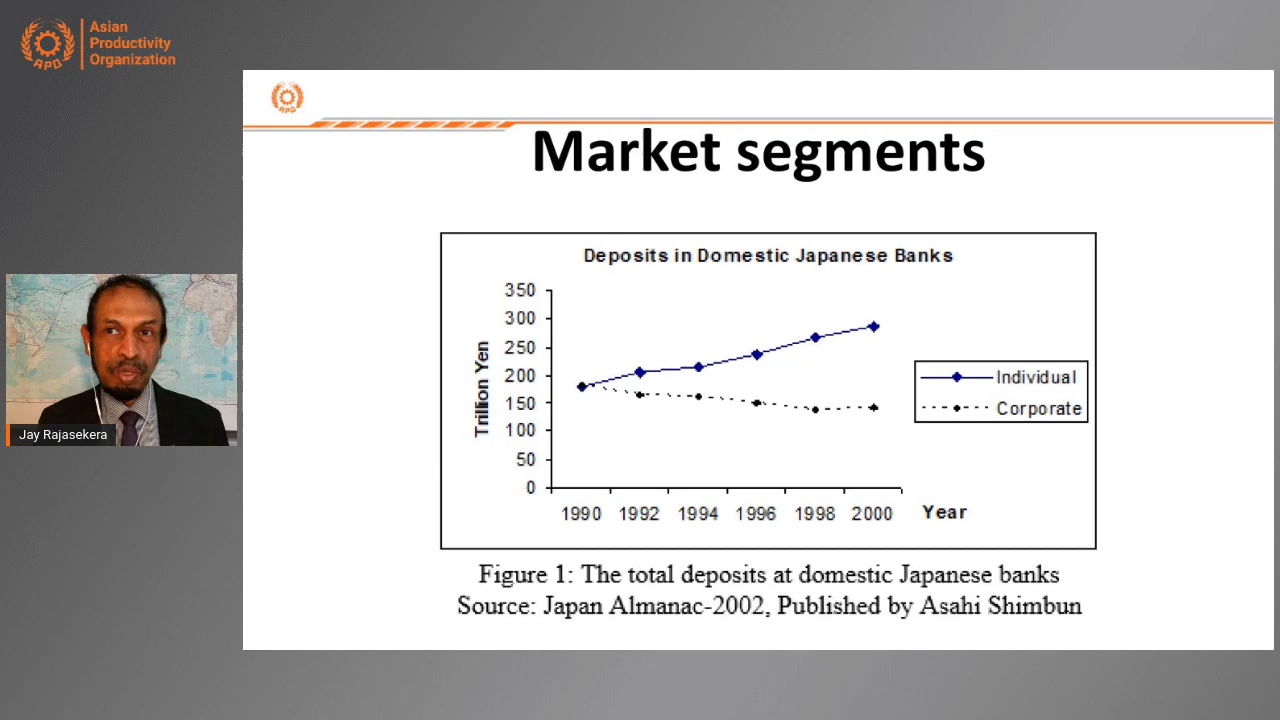 Asian
Productivity
Organization
APO
APO
Market segments
Deposits in Domestic Japanese Banks
350
300
250
200
150
100
50
0
Trillion Yen
1990 1992 1994 1996 1998 2000 Year
Individual
Corporate
Figure 1: The total deposits at domestic Japanese banks
Source: Japan Almanac-2002, Published by Asahi Shimbun
Jay Rajasekera